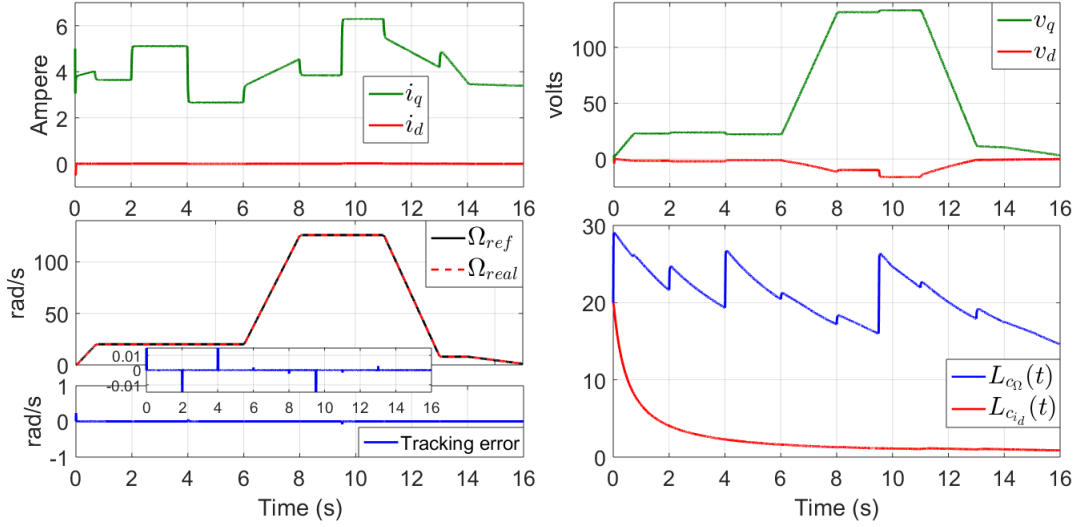 6
4
2
0
Ampere
i_q
i_d
0 2 4 6 8 10 12 14 16
100
50
0
volts
v_q
v_d
0 2 4 6 8 10 12 14 16
100
50
0
rad/s
Ω_ref
Ω_real
0.01
0
-0.01
0 2 4 6 8 10 12 14 16
1
0
-1
rad/s
Tracking error
0 2 4 6 8 10 12 14 16
Time (s)
30
20
10
0
L_{c_Ω}(t)
L_{c_{i_d}}(t)
0 2 4 6 8 10 12 14 16
Time (s)